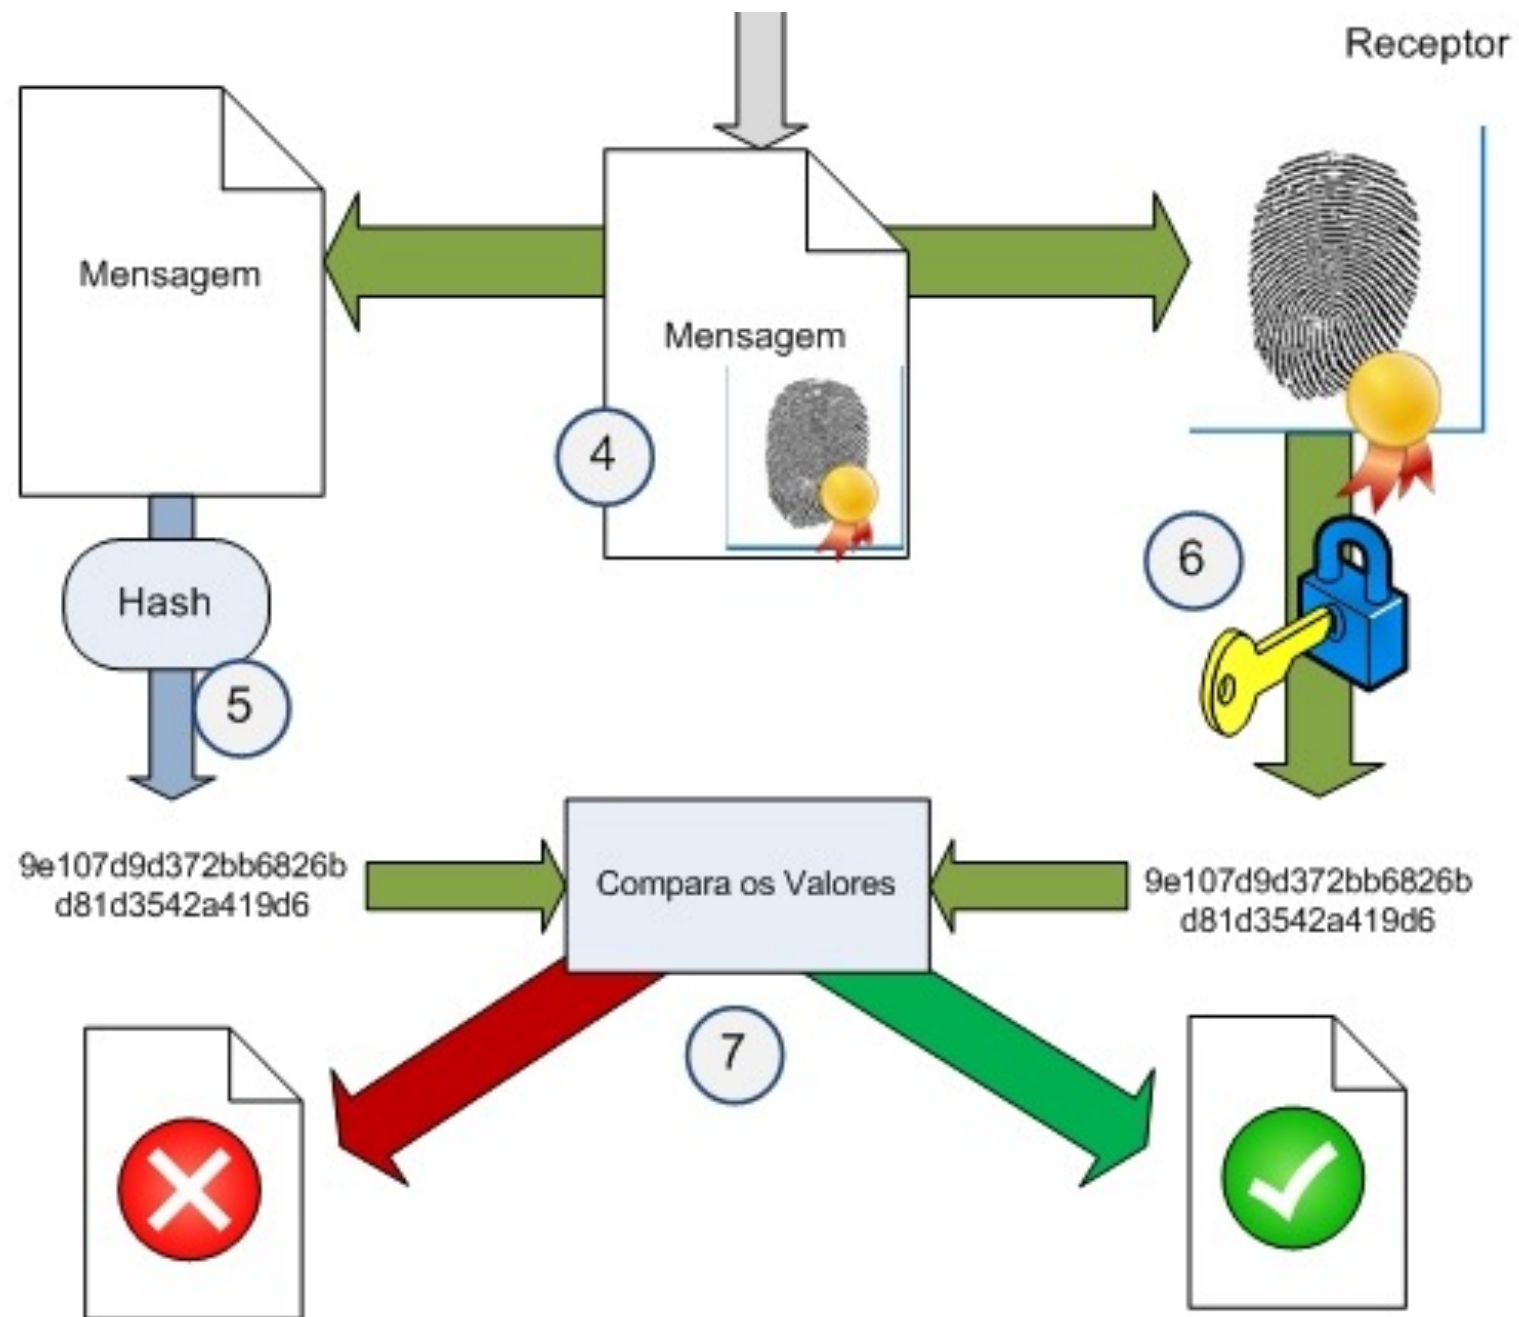 Receptor
Mensagem
Mensagem
4
6
Hash
5
9e107d9d372bb6826b
d81d3542a419d6
Compara os Valores
9e107d9d372bb6826b
d81d3542a419d6
7